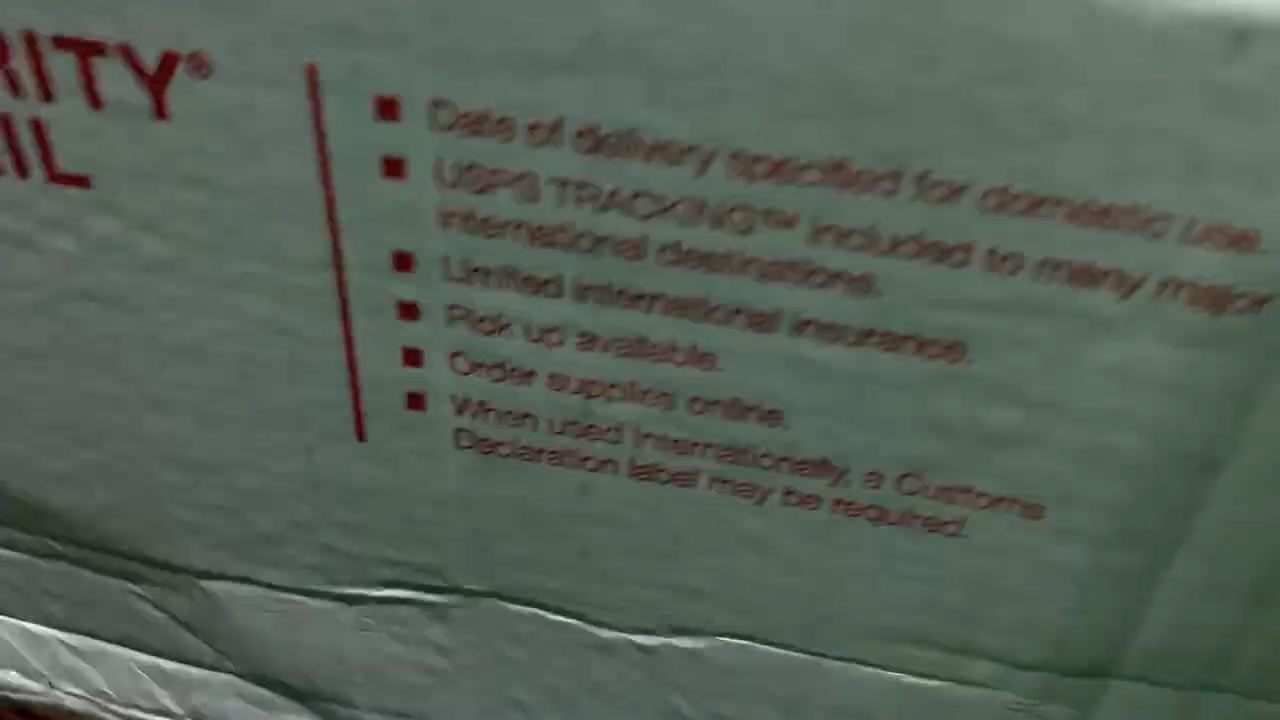 RITY®
IL
Date of delivery specified for domestic use.
USPS TRACKING™ included to many major
international destinations.
Limited international insurance.
Pick up available.
Order supplies online.
When used internationally, a Customs
Declaration label may be required.